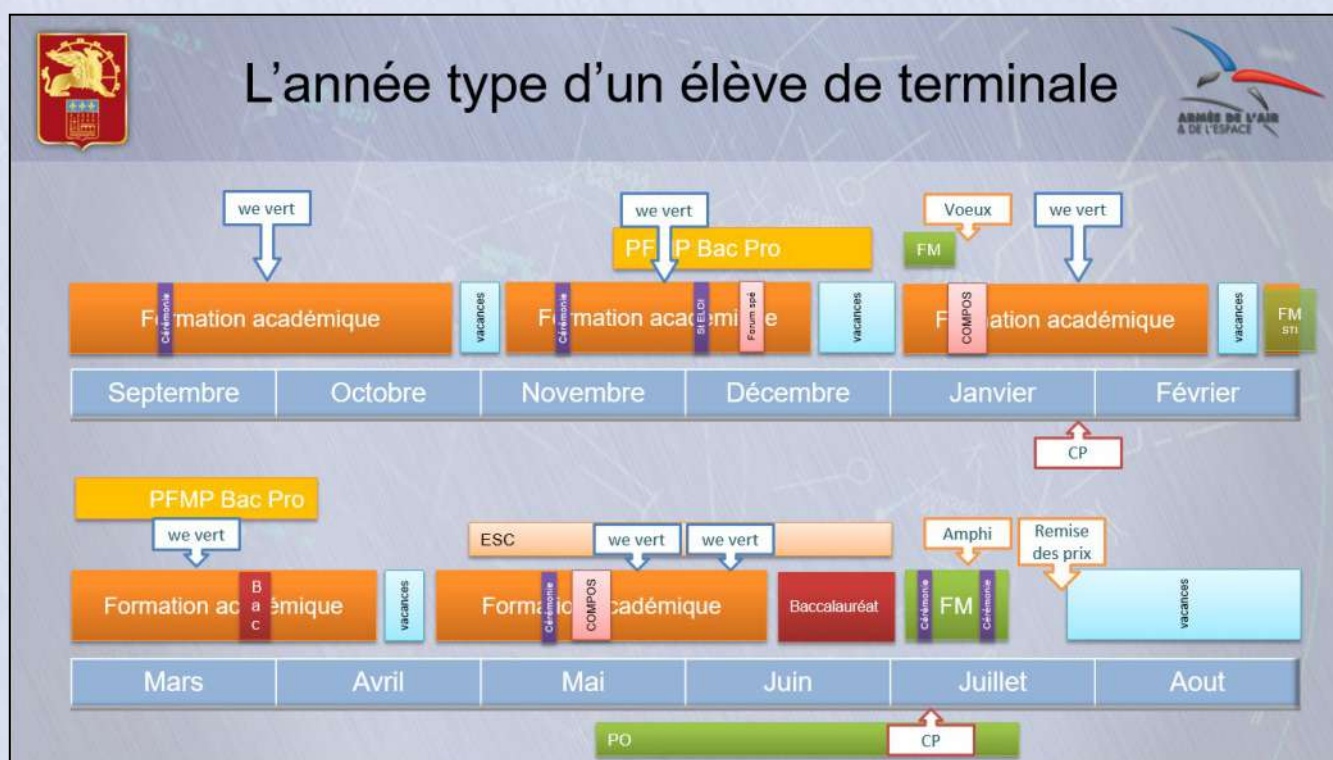 L'année type d'un élève de terminale
ARMÉE DE L'AIR
& DE L'ESPACE
we vert
we vert
Voeux
we vert
PFMP Bac Pro
FM
Formation académique
Cérémonie
vacances
Formation académique
Cérémonie
St ELOI
Forum spé
vacances
Formation académique
COMPOS
vacances
FM
STI
Septembre
Octobre
Novembre
Décembre
Janvier
Février
CP
PFMP Bac Pro
we vert
ESC
we vert
we vert
Amphi
Remise
des prix
Formation académique
Bac
vacances
Formation académique
Cérémonie
COMPOS
Baccalauréat
Cérémonie
FM
Cérémonie
vacances
Mars
Avril
Mai
Juin
Juillet
Aout
PO
CP